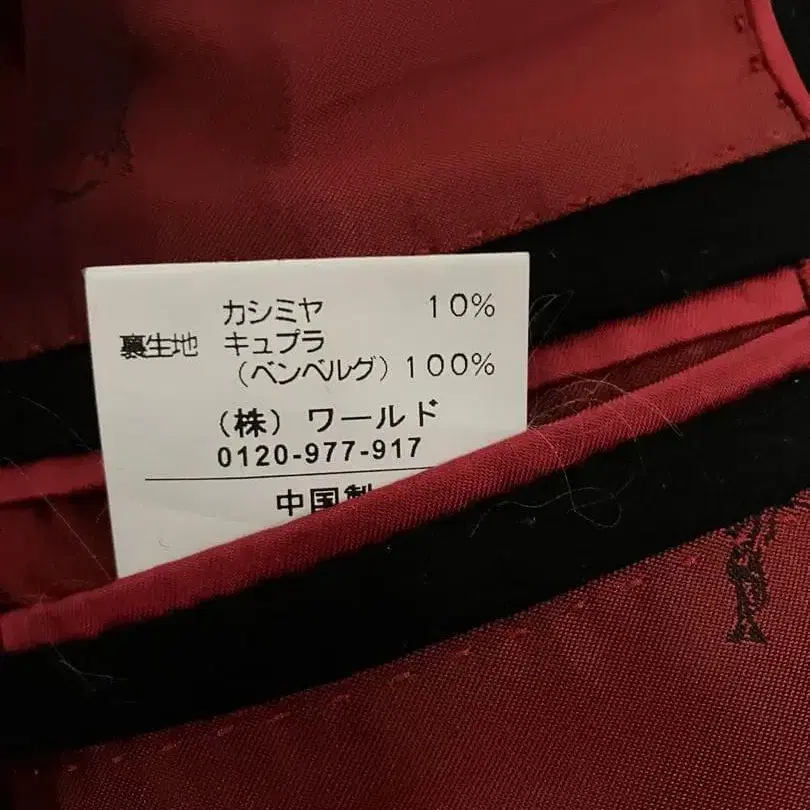 カシミヤ 10%
裏生地 キュプラ
(ベンベルグ) 100%
(株) ワールド
0120-977-917
中国製